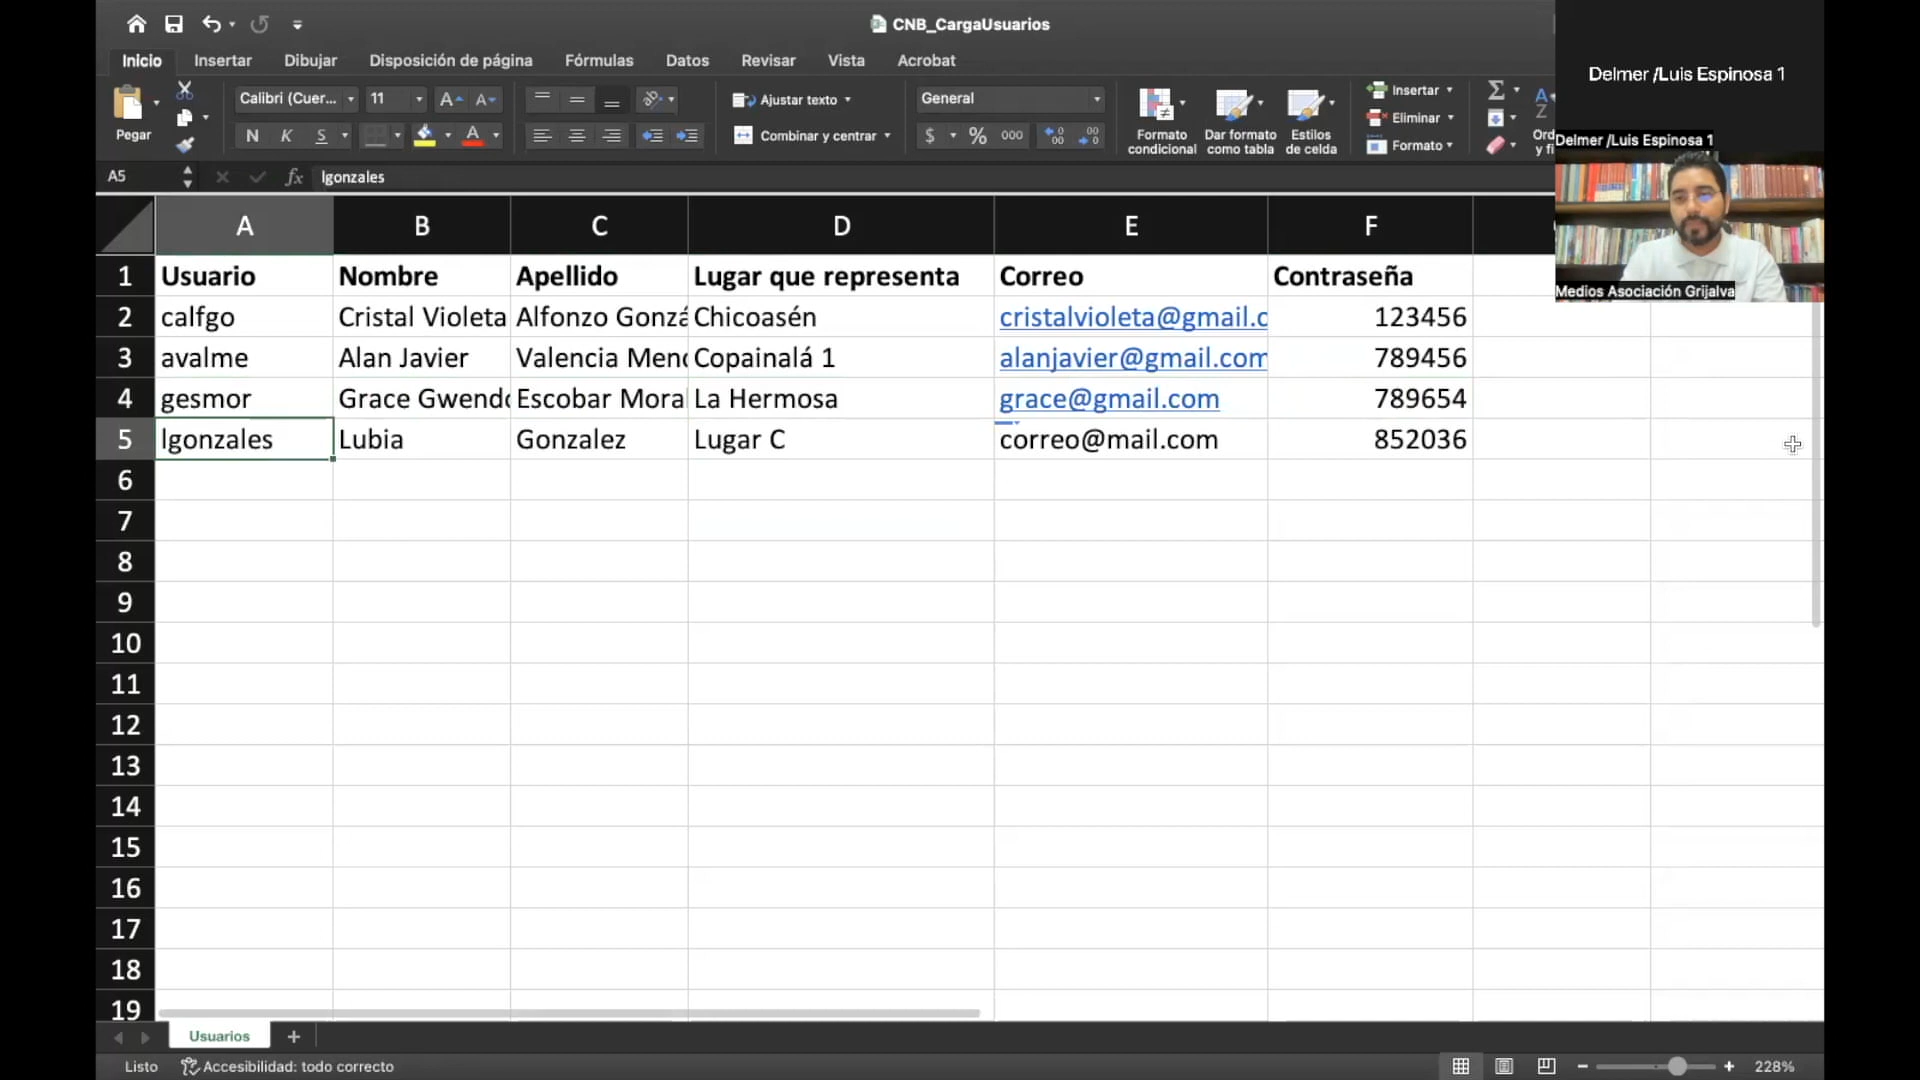 CNB_CargaUsuarios
Inicio Insertar Dibujar Disposición de página Fórmulas Datos Revisar Vista Acrobat
Pegar
Calibri (Cuer... 11
N K S
Ajustar texto
Combinar y centrar
General
$ % 000
Formato condicional
Dar formato como tabla
Estilos de celda
Insertar
Eliminar
Formato
Ord
y fi
Delmer /Luis Espinosa 1
Delmer /Luis Espinosa 1
Medios Asociación Grijalva
A5 fx lgonzales
A B C D E F
1 Usuario Nombre Apellido Lugar que representa Correo Contraseña
2 calfgo Cristal Violeta Alfonzo Gonzá Chicoasén cristalvioleta@gmail.c 123456
3 avalme Alan Javier Valencia Mend Copainalá 1 alanjavier@gmail.com 789456
4 gesmor Grace Gwendo Escobar Mora La Hermosa grace@gmail.com 789654
5 lgonzales Lubia Gonzalez Lugar C correo@mail.com 852036
6
7
8
9
10
11
12
13
14
15
16
17
18
19
Usuarios +
Listo Accesibilidad: todo correcto 228%